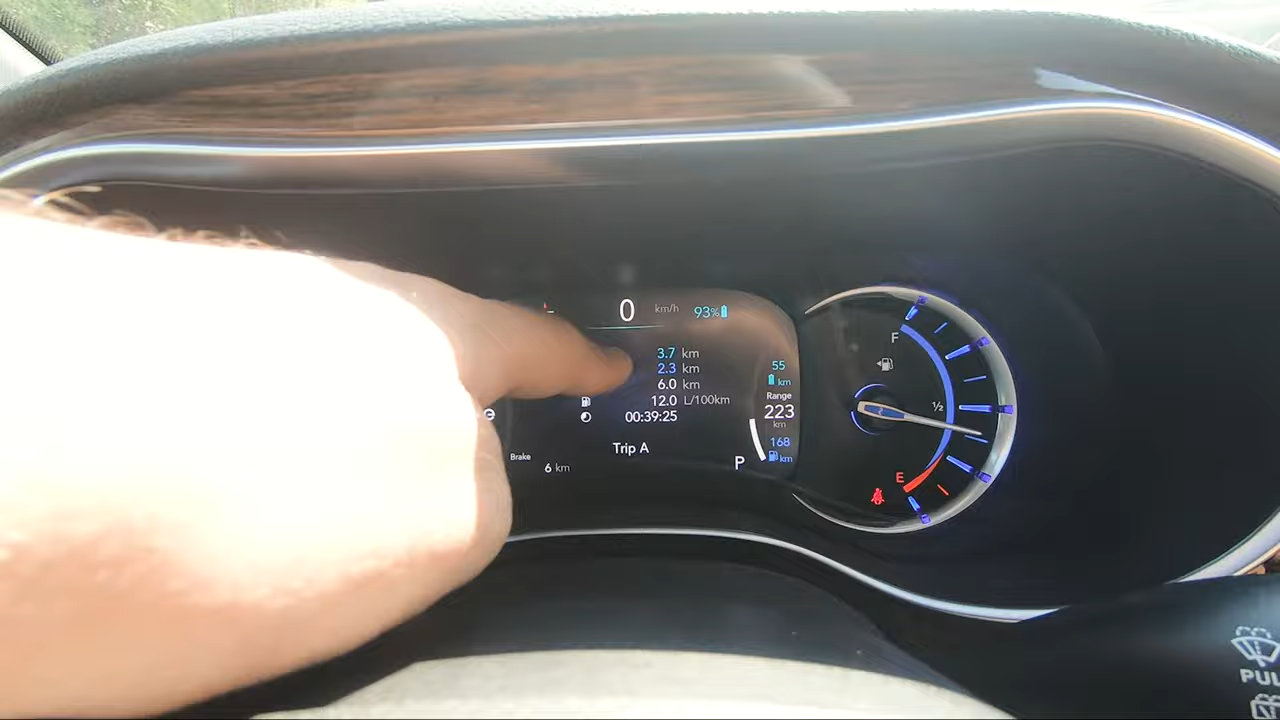 0 km/h 93%
3.7 km
2.3 km
6.0 km
12.0 L/100km
00:39:25
Trip A
Brake
6 km
P
55
km
Range
223
km
168
km
F
½
E
PUL